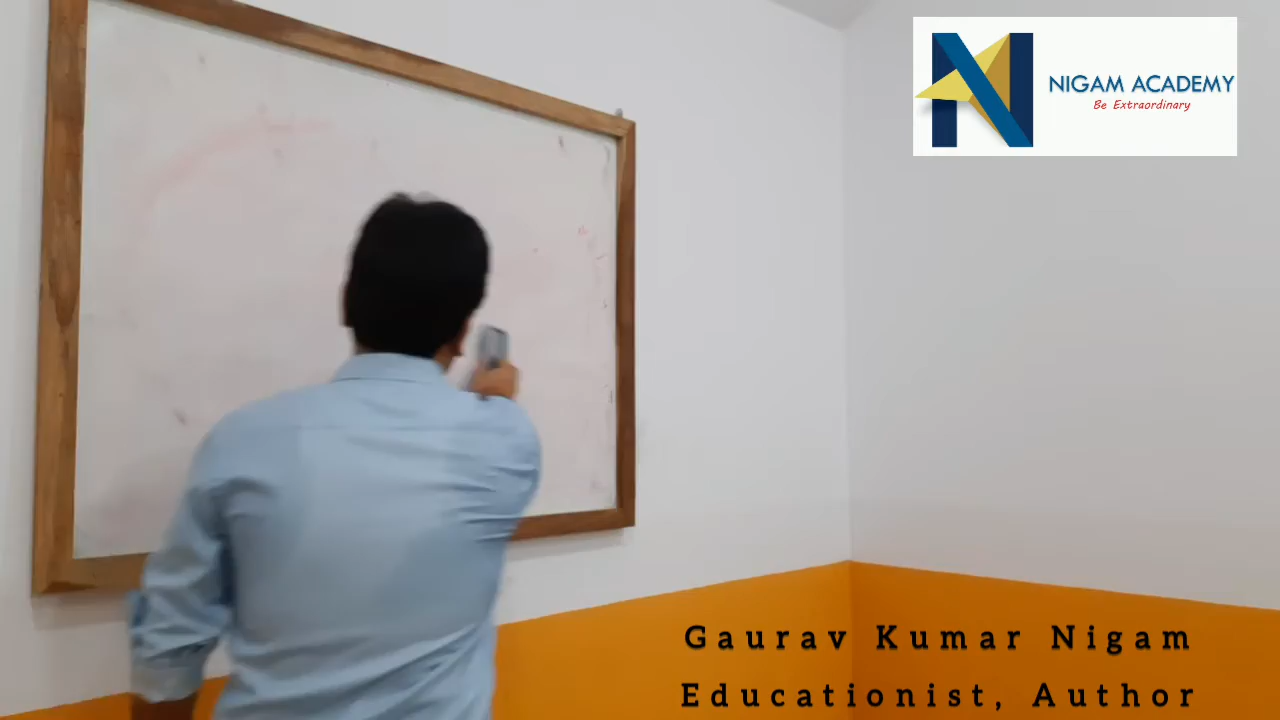 NIGAM ACADEMY
Be Extraordinary
Gaurav Kumar Nigam
Educationist, Author